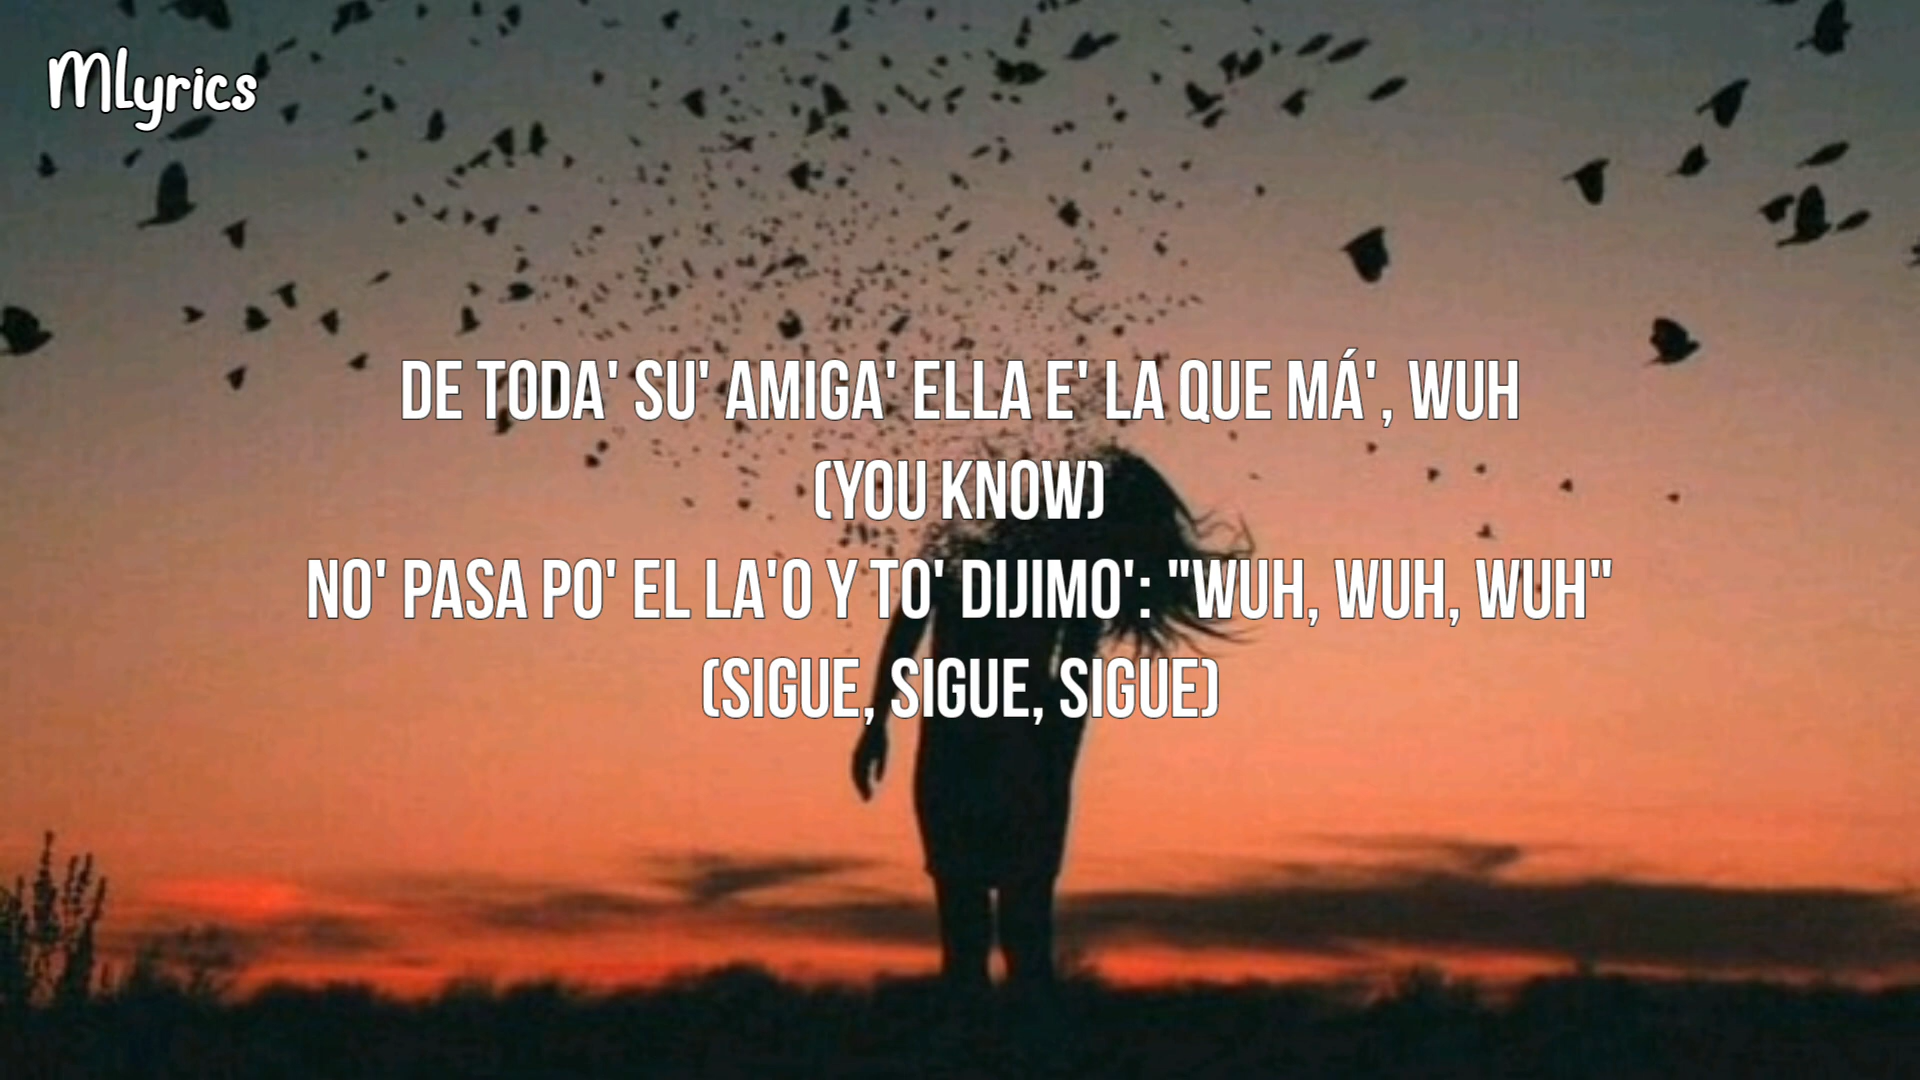 MLyrics
DE TODA' SU' AMIGA' ELLA E' LA QUE MÁ', WUH
(YOU KNOW)
NO' PASA PO' EL LA'O Y TO' DIJIMO': "WUH, WUH, WUH"
(SIGUE, SIGUE, SIGUE)